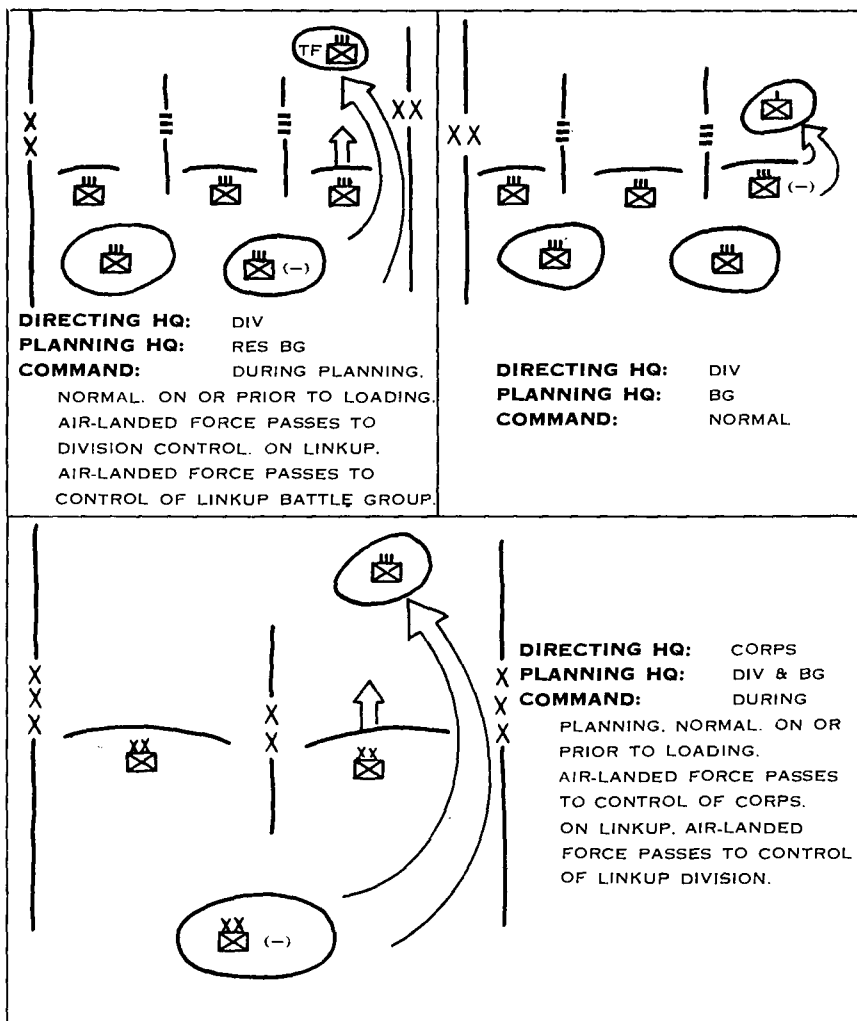 TF
(—)
DIRECTING HQ: DIV
PLANNING HQ: RES BG
COMMAND: DURING PLANNING,
NORMAL. ON OR PRIOR TO LOADING,
AIR-LANDED FORCE PASSES TO
DIVISION CONTROL. ON LINKUP,
AIR-LANDED FORCE PASSES TO
CONTROL OF LINKUP BATTLE GROUP.
XX
XX
XX
(—)
DIRECTING HQ: DIV
PLANNING HQ: BG
COMMAND: NORMAL
XXX
XX
XX
XX
XXX
DIRECTING HQ: CORPS
PLANNING HQ: DIV & BG
COMMAND: DURING
PLANNING, NORMAL. ON OR
PRIOR TO LOADING,
AIR-LANDED FORCE PASSES
TO CONTROL OF CORPS.
ON LINKUP, AIR-LANDED
FORCE PASSES TO CONTROL
OF LINKUP DIVISION.
XX
(—)